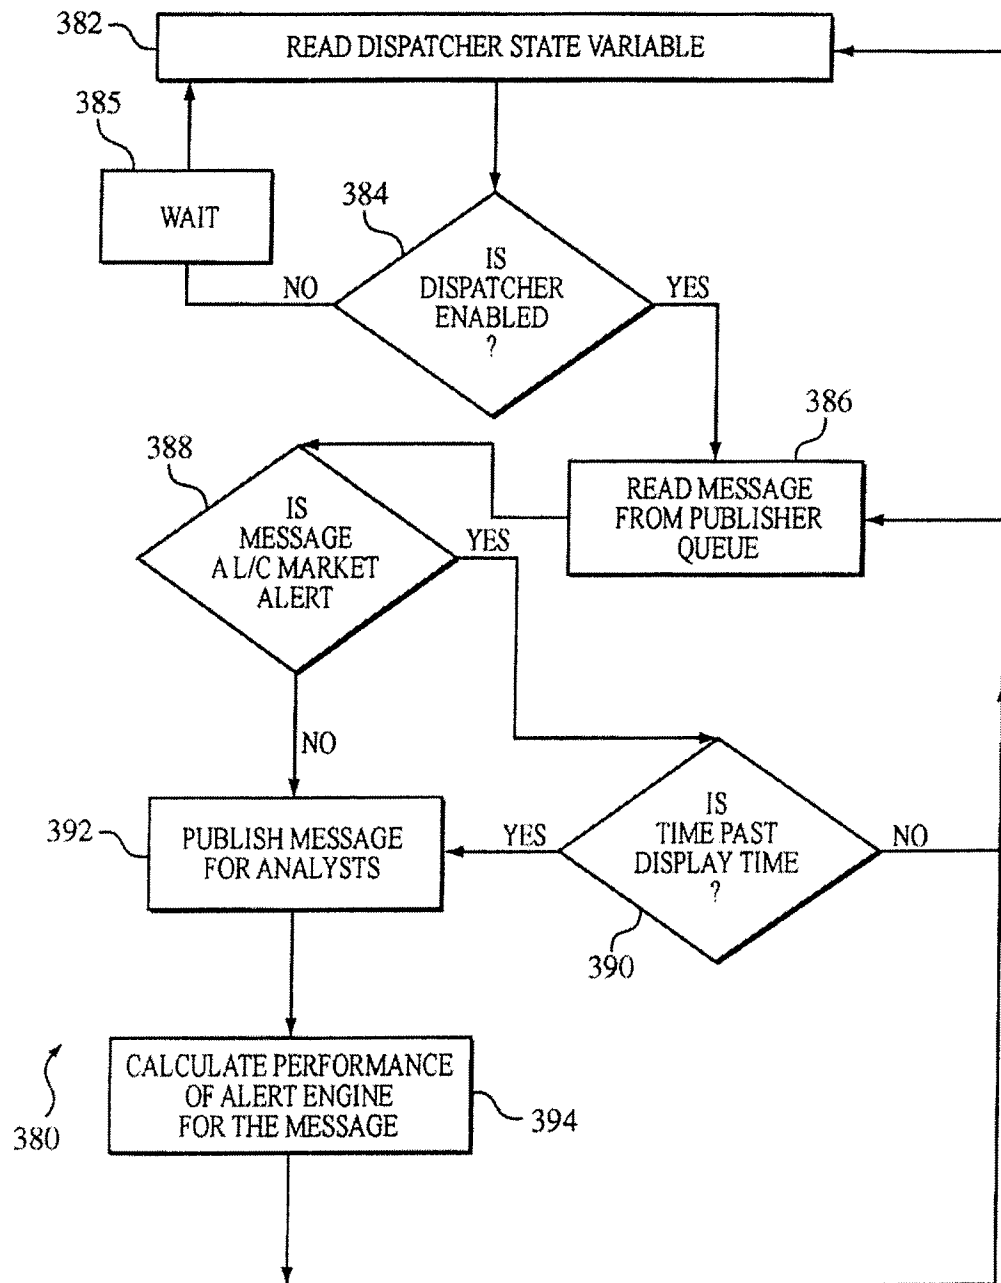 382
READ DISPATCHER STATE VARIABLE
385
WAIT
384
IS
DISPATCHER
ENABLED
?
NO
YES
386
READ MESSAGE
FROM PUBLISHER
QUEUE
388
IS
MESSAGE
A L/C MARKET
ALERT
YES
NO
392
PUBLISH MESSAGE
FOR ANALYSTS
YES
IS
TIME PAST
DISPLAY TIME
?
NO
390
CALCULATE PERFORMANCE
OF ALERT ENGINE
FOR THE MESSAGE
394
380